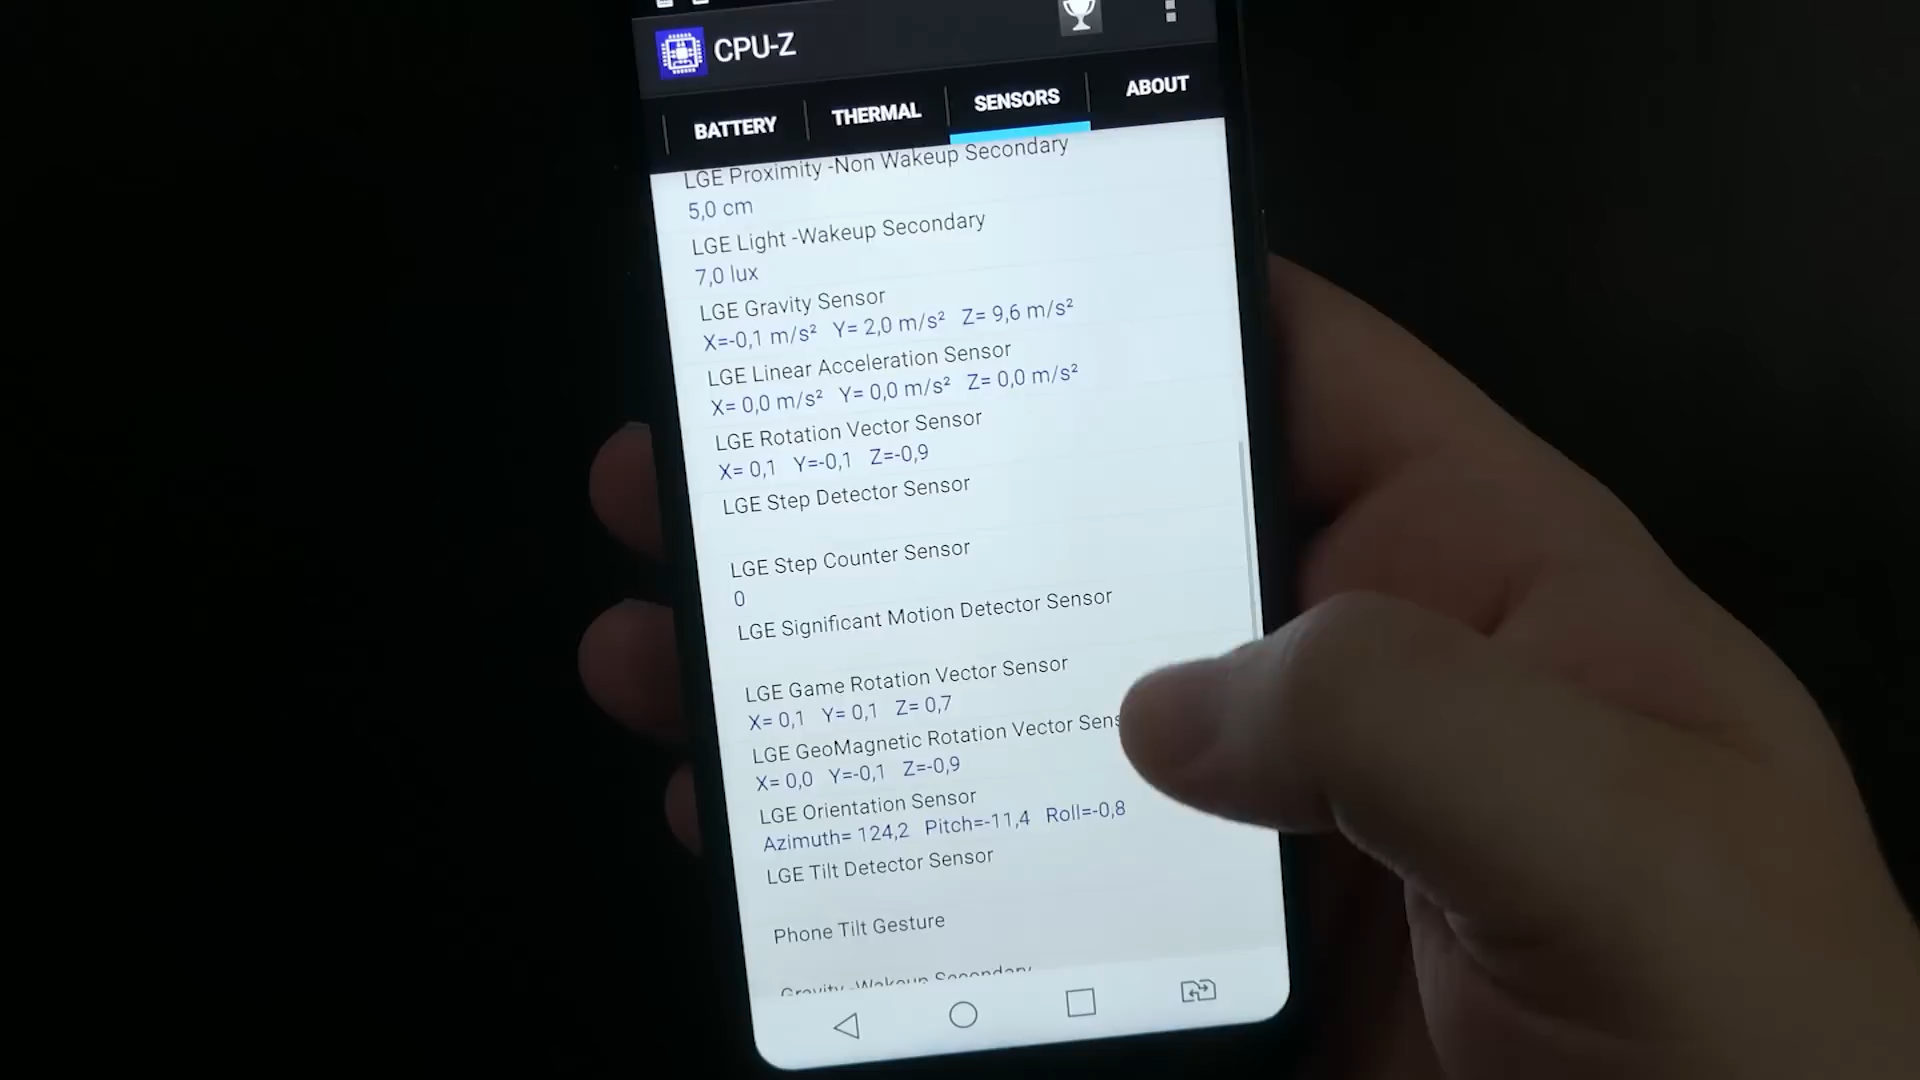 CPU-Z
BATTERY THERMAL SENSORS ABOUT
LGE Proximity -Non Wakeup Secondary
5,0 cm
LGE Light -Wakeup Secondary
7,0 lux
LGE Gravity Sensor
X=-0,1 m/s² Y= 2,0 m/s² Z= 9,6 m/s²
LGE Linear Acceleration Sensor
X= 0,0 m/s² Y= 0,0 m/s² Z= 0,0 m/s²
LGE Rotation Vector Sensor
X= 0,1 Y=-0,1 Z=-0,9
LGE Step Detector Sensor
LGE Step Counter Sensor
0
LGE Significant Motion Detector Sensor
LGE Game Rotation Vector Sensor
X= 0,1 Y= 0,1 Z= 0,7
LGE GeoMagnetic Rotation Vector Sens
X= 0,0 Y=-0,1 Z=-0,9
LGE Orientation Sensor
Azimuth= 124,2 Pitch=-11,4 Roll=-0,8
LGE Tilt Detector Sensor
Phone Tilt Gesture
Gravity -Wakeup Secondary